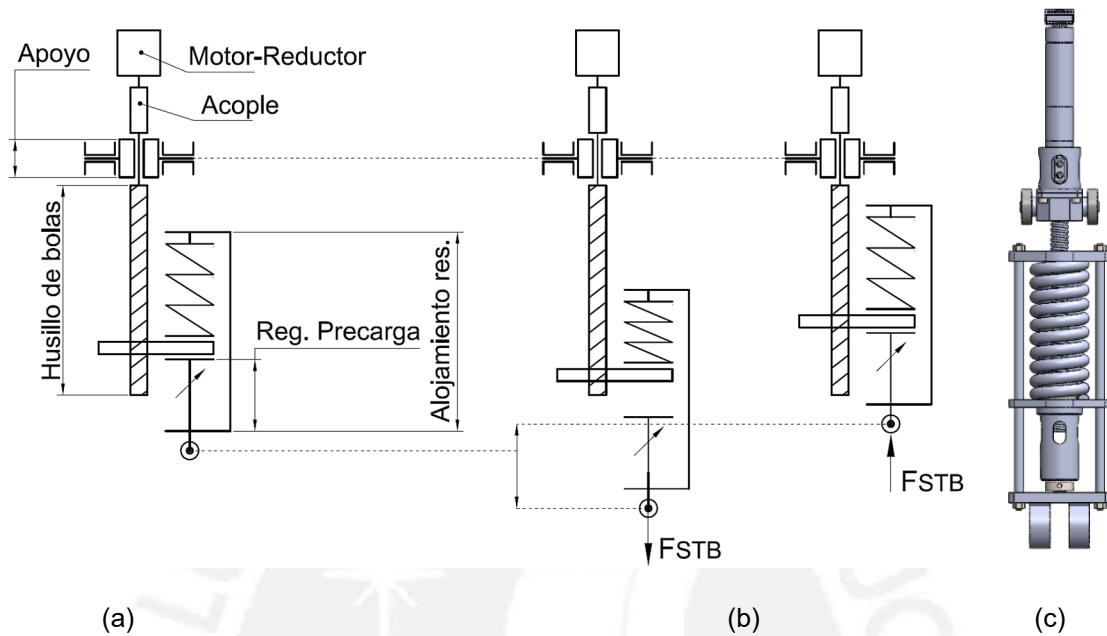 Apoyo
Motor-Reductor
Acople
Husillo de bolas
Reg. Precarga
Alojamiento res.
FSTB
FSTB
(a)
(b)
(c)